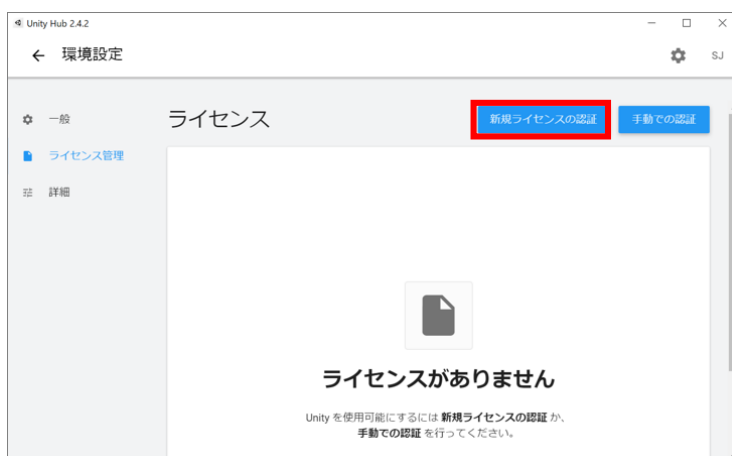 Unity Hub 2.4.2
環境設定
SJ
一般
ライセンス管理
詳細
ライセンス
新規ライセンスの認証
手動での認証
ライセンスがありません
Unity を使用可能にするには 新規ライセンスの認証 か、
手動での認証 を行ってください。